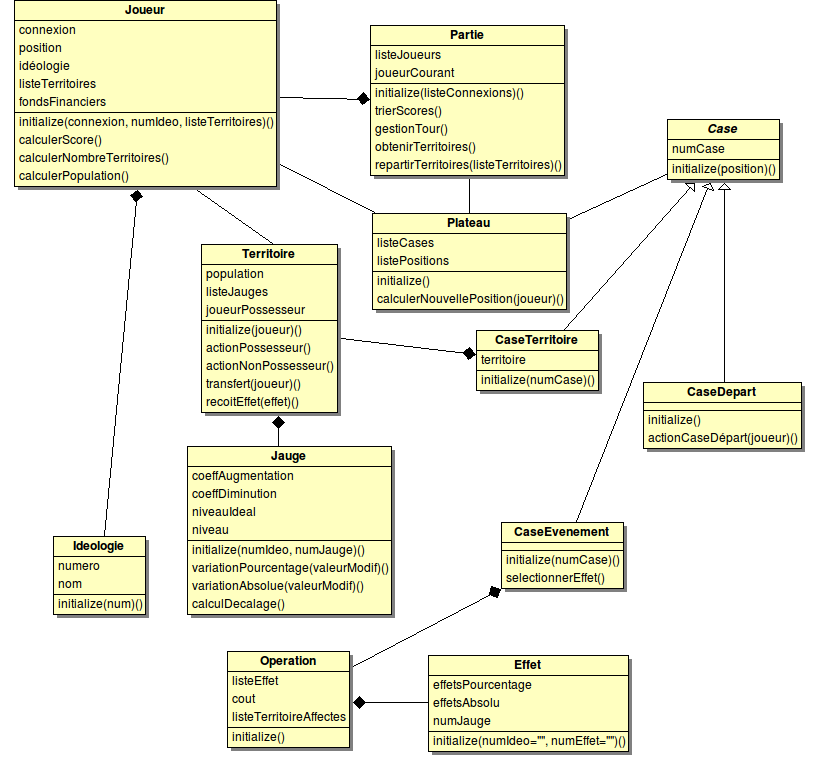 Joueur
connexion
position
idéologie
listeTerritoires
fondsFinanciers
initialize(connexion, numIdeo, listeTerritoires)()
calculerScore()
calculerNombreTerritoires()
calculerPopulation()
Partie
listeJoueurs
joueurCourant
initialize(listeConnexions)()
trierScores()
gestionTour()
obtenirTerritoires()
repartirTerritoires(listeTerritoires)()
Case
numCase
initialize(position)()
Plateau
listeCases
listePositions
initialize()
calculerNouvellePosition(joueur)()
Territoire
population
listeJauges
joueurPossesseur
initialize(joueur)()
actionPossesseur()
actionNonPossesseur()
transfert(joueur)()
recoitEffet(effet)()
CaseTerritoire
territoire
initialize(numCase)()
CaseDepart
initialize()
actionCaseDépart(joueur)()
Jauge
coeffAugmentation
coeffDiminution
niveauIdeal
niveau
initialize(numIdeo, numJauge)()
variationPourcentage(valeurModif)()
variationAbsolue(valeurModif)()
calculDecalage()
Ideologie
numero
nom
initialize(num)()
CaseEvenement
initialize(numCase)()
selectionnerEffet()
Operation
listeEffet
cout
listeTerritoireAffectes
initialize()
Effet
effetsPourcentage
effetsAbsolu
numJauge
initialize(numIdeo="", numEffet="")()